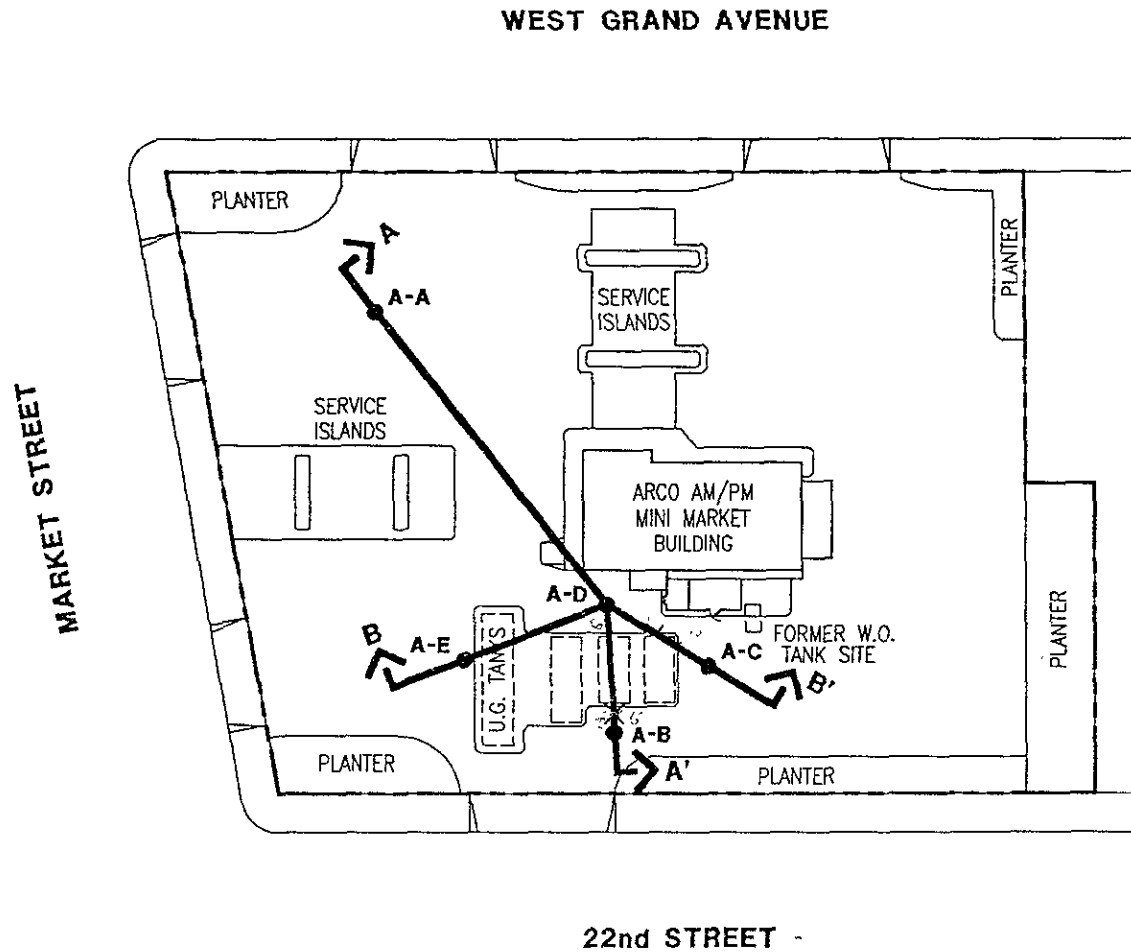 WEST GRAND AVENUE
PLANTER
PLANTER
A
A-A
SERVICE
ISLANDS
MARKET STREET
SERVICE
ISLANDS
ARCO AM/PM
MINI MARKET
BUILDING
A-D
B
A-E
U.G. TANKS
FORMER W.O.
TANK SITE
A-C
B'
PLANTER
A-B
PLANTER
A'
PLANTER
22nd STREET -